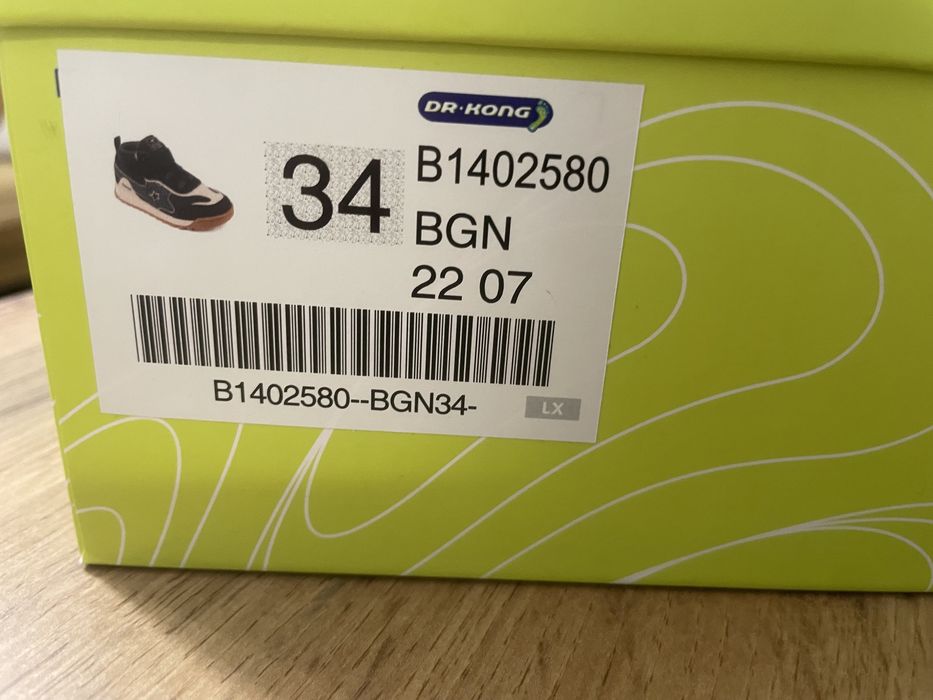 DR·KONG
34
B1402580
BGN
22 07
B1402580--BGN34-
LX